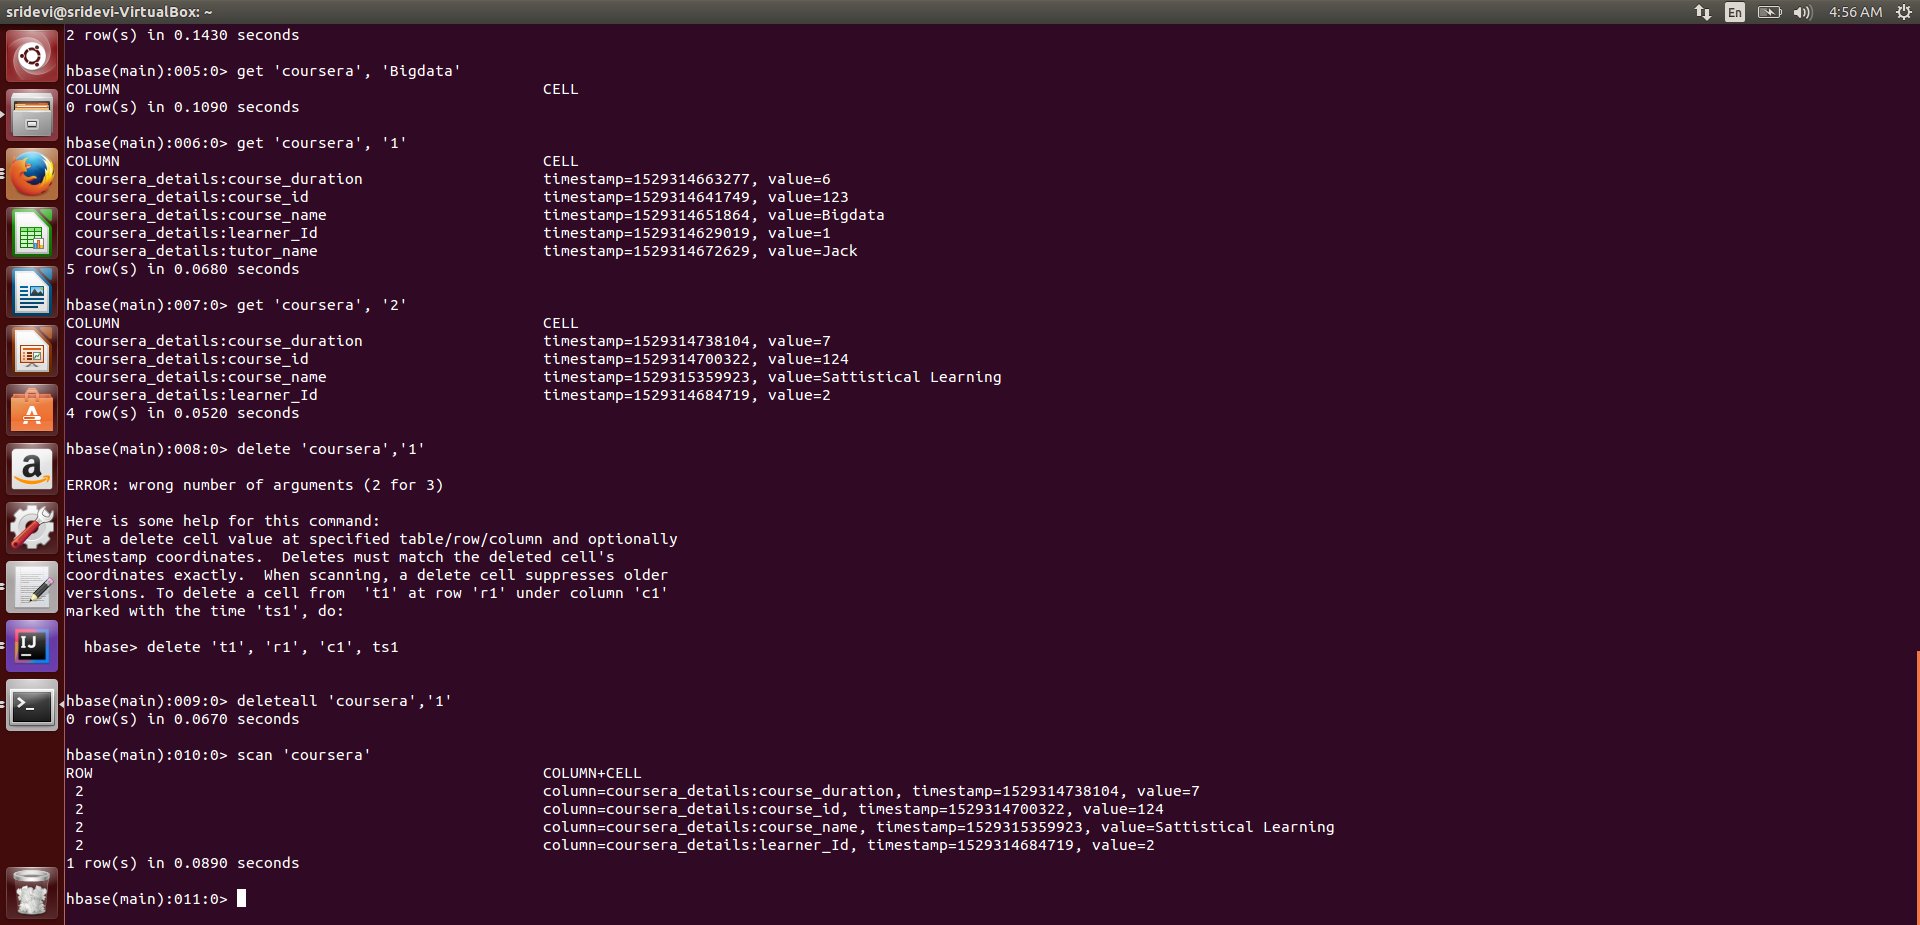 sridevi@sridevi-VirtualBox: ~
En
4:56 AM
2 row(s) in 0.1430 seconds
hbase(main):005:0> get 'coursera', 'Bigdata'
COLUMN CELL
0 row(s) in 0.1090 seconds
hbase(main):006:0> get 'coursera', '1'
COLUMN CELL
coursera_details:course_duration timestamp=1529314663277, value=6
coursera_details:course_id timestamp=1529314641749, value=123
coursera_details:course_name timestamp=1529314651864, value=Bigdata
coursera_details:learner_Id timestamp=1529314629019, value=1
coursera_details:tutor_name timestamp=1529314672629, value=Jack
5 row(s) in 0.0680 seconds
hbase(main):007:0> get 'coursera', '2'
COLUMN CELL
coursera_details:course_duration timestamp=1529314738104, value=7
coursera_details:course_id timestamp=1529314700322, value=124
coursera_details:course_name timestamp=1529315359923, value=Sattistical Learning
coursera_details:learner_Id timestamp=1529314684719, value=2
4 row(s) in 0.0520 seconds
hbase(main):008:0> delete 'coursera','1'
ERROR: wrong number of arguments (2 for 3)
Here is some help for this command:
Put a delete cell value at specified table/row/column and optionally
timestamp coordinates.  Deletes must match the deleted cell's
coordinates exactly.  When scanning, a delete cell suppresses older
versions. To delete a cell from  't1' at row 'r1' under column 'c1'
marked with the time 'ts1', do:
hbase> delete 't1', 'r1', 'c1', ts1
hbase(main):009:0> deleteall 'coursera','1'
0 row(s) in 0.0670 seconds
hbase(main):010:0> scan 'coursera'
ROW COLUMN+CELL
2 column=coursera_details:course_duration, timestamp=1529314738104, value=7
2 column=coursera_details:course_id, timestamp=1529314700322, value=124
2 column=coursera_details:course_name, timestamp=1529315359923, value=Sattistical Learning
2 column=coursera_details:learner_Id, timestamp=1529314684719, value=2
1 row(s) in 0.0890 seconds
hbase(main):011:0>
a
IJ
>_